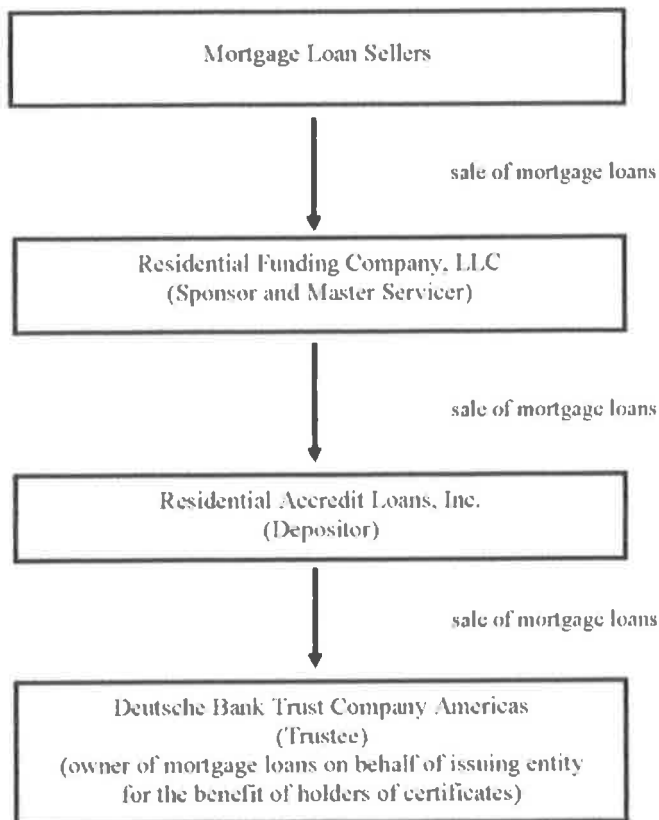 Mortgage Loan Sellers
sale of mortgage loans
Residential Funding Company, LLC
(Sponsor and Master Servicer)
sale of mortgage loans
Residential Accredit Loans, Inc.
(Depositor)
sale of mortgage loans
Deutsche Bank Trust Company Americas
(Trustee)
(owner of mortgage loans on behalf of issuing entity
for the benefit of holders of certificates)